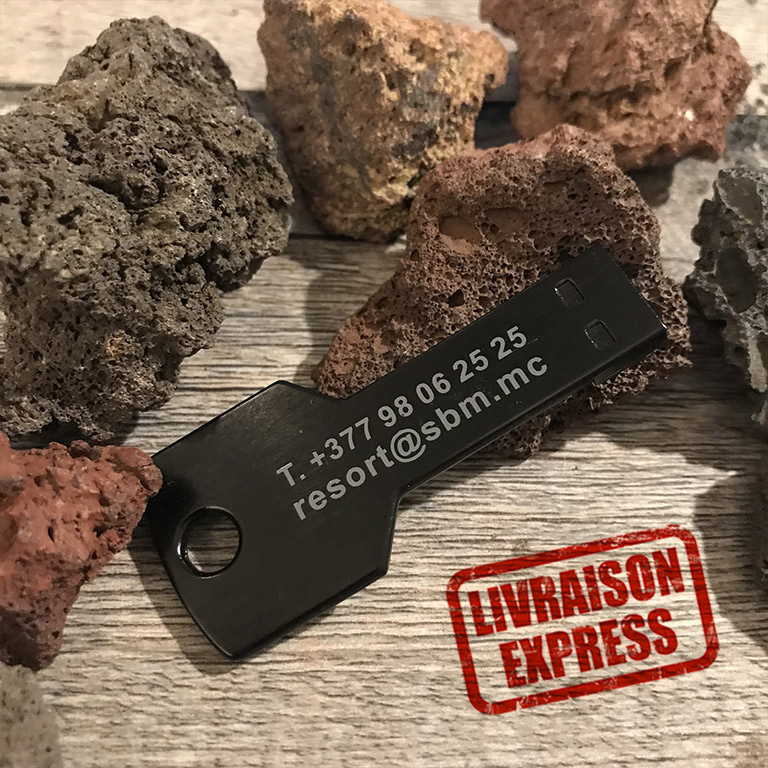 T. +377 98 06 25 25
resort@sbm.mc
LIVRAISON
EXPRESS